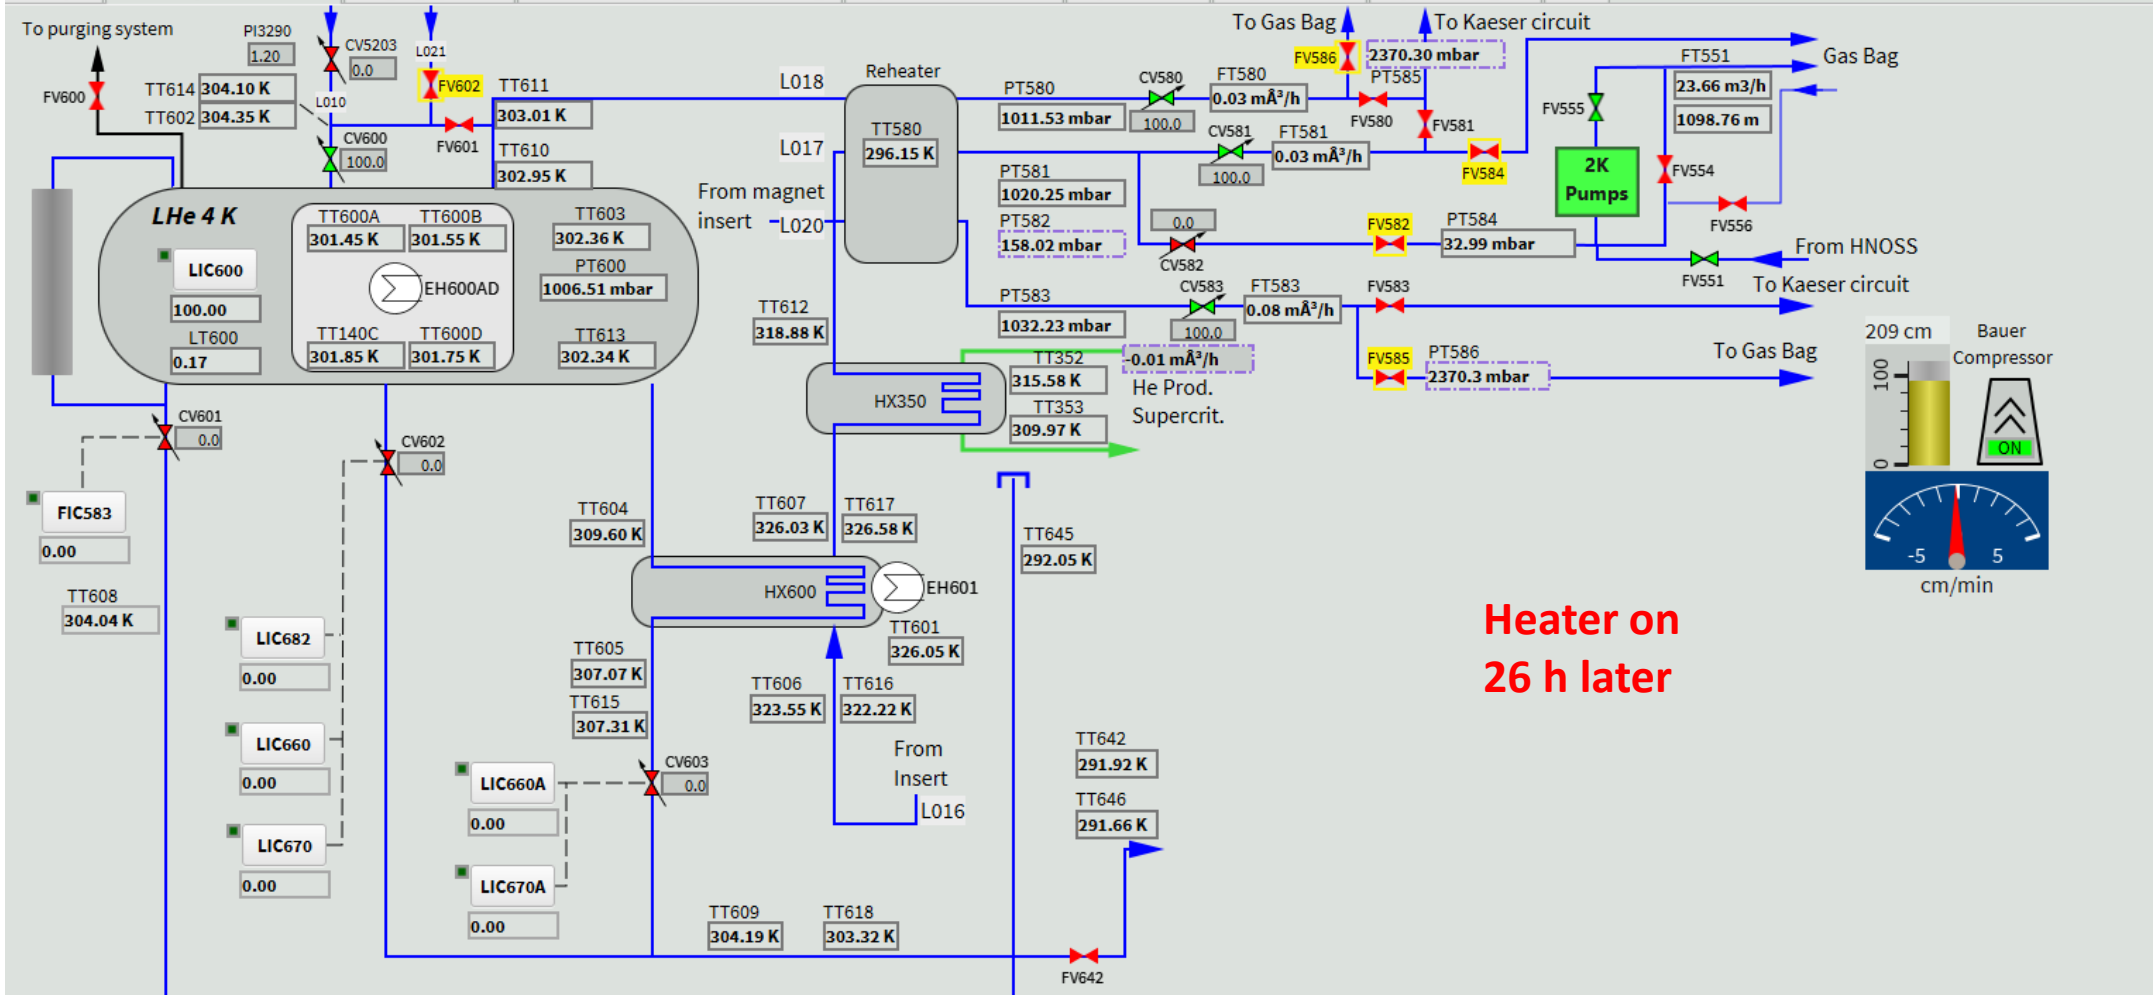 To purging system
PI3290
1.20
CV5203
0.0
L021
FV602
TT614 304.10 K
TT602 304.35 K
FV600
L010
CV600
100.0
FV601
TT611
303.01 K
TT610
302.95 K
LHe 4 K
LIC600
100.00
LT600
0.17
TT600A
301.45 K
TT600B
301.55 K
EH600AD
TT140C
301.85 K
TT600D
301.75 K
TT603
302.36 K
PT600
1006.51 mbar
TT613
302.34 K
L018
L017
From magnet
insert
L020
Reheater
TT580
296.15 K
PT580
1011.53 mbar
CV580
100.0
FT580
0.03 mÂ³/h
To Gas Bag
FV586
To Kaeser circuit
2370.30 mbar
PT585
FV580
FV581
CV581
100.0
FT581
0.03 mÂ³/h
FV584
PT581
1020.25 mbar
PT582
158.02 mbar
0.0
CV582
FV582
PT584
32.99 mbar
FT551
23.66 m3/h
1098.76 m
Gas Bag
FV555
2K
Pumps
FV554
FV556
From HNOSS
FV551
PT583
1032.23 mbar
CV583
100.0
FT583
0.08 mÂ³/h
FV583
To Kaeser circuit
-0.01 mÂ³/h
He Prod.
Supercrit.
FV585
PT586
2370.3 mbar
To Gas Bag
209 cm
100
0
Bauer
Compressor
ON
-5
5
cm/min
TT612
318.88 K
HX350
TT352
315.58 K
TT353
309.97 K
CV601
0.0
CV602
0.0
FIC583
0.00
TT608
304.04 K
LIC682
0.00
LIC660
0.00
LIC670
0.00
TT604
309.60 K
TT607
326.03 K
TT617
326.58 K
HX600
EH601
TT601
326.05 K
TT605
307.07 K
TT615
307.31 K
TT606
323.55 K
TT616
322.22 K
From
Insert
L016
CV603
0.0
LIC660A
0.00
LIC670A
0.00
TT645
292.05 K
TT642
291.92 K
TT646
291.66 K
TT609
304.19 K
TT618
303.32 K
FV642
Heater on
26 h later